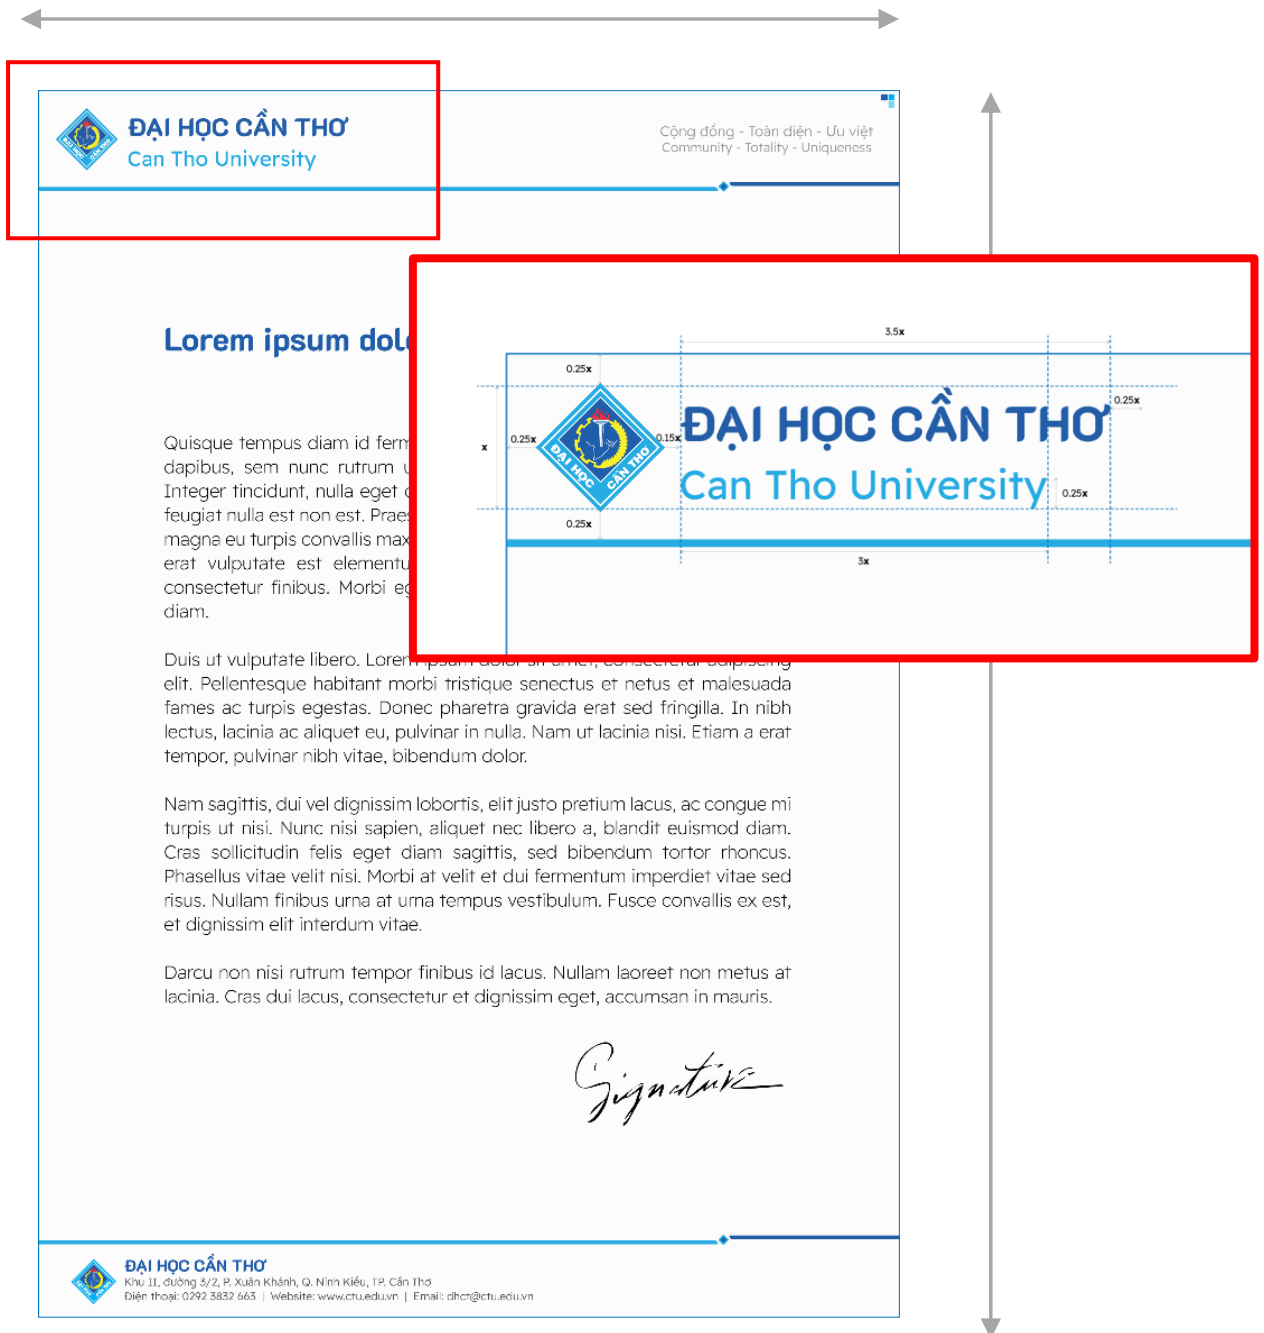 ĐẠI HỌC CẦN THƠ
Can Tho University
Cộng đồng - Toàn diện - Ưu việt
Community - Totality - Uniqueness
Lorem ipsum dol
3.5x
0.25x
0.25x
ĐẠI HỌC CẦN THƠ
0.25x
0.15x
x
ĐẠI HỌC CẦN THƠ
Can Tho University
0.25x
0.25x
3x
Quisque tempus diam id ferm
dapibus, sem nunc rutrum u
Integer tincidunt, nulla eget
feugiat nulla est non est. Praes
magna eu turpis convallis max
erat vulputate est elementu
consectetur finibus. Morbi eg
diam.
Duis ut vulputate libero. Lorem ipsum dolor sit amet, consectetur adipiscing
elit. Pellentesque habitant morbi tristique senectus et netus et malesuada
fames ac turpis egestas. Donec pharetra gravida erat sed fringilla. In nibh
lectus, lacinia ac aliquet eu, pulvinar in nulla. Nam ut lacinia nisi. Etiam a erat
tempor, pulvinar nibh vitae, bibendum dolor.
Nam sagittis, dui vel dignissim lobortis, elit justo pretium lacus, ac congue mi
turpis ut nisi. Nunc nisi sapien, aliquet nec libero a, blandit euismod diam.
Cras sollicitudin felis eget diam sagittis, sed bibendum tortor rhoncus.
Phasellus vitae velit nisi. Morbi at velit et dui fermentum imperdiet vitae sed
risus. Nullam finibus urna at urna tempus vestibulum. Fusce convallis ex est,
et dignissim elit interdum vitae.
Darcu non nisi rutrum tempor finibus id lacus. Nullam laoreet non metus at
lacinia. Cras dui lacus, consectetur et dignissim eget, accumsan in mauris.
Signature
ĐẠI HỌC CẦN THƠ
Khu II, đường 3/2, P. Xuân Khánh, Q. Ninh Kiều, TP. Cần Thơ
Điện thoại: 0292 3832 663 | Website: www.ctu.edu.vn | Email: dhct@ctu.edu.vn